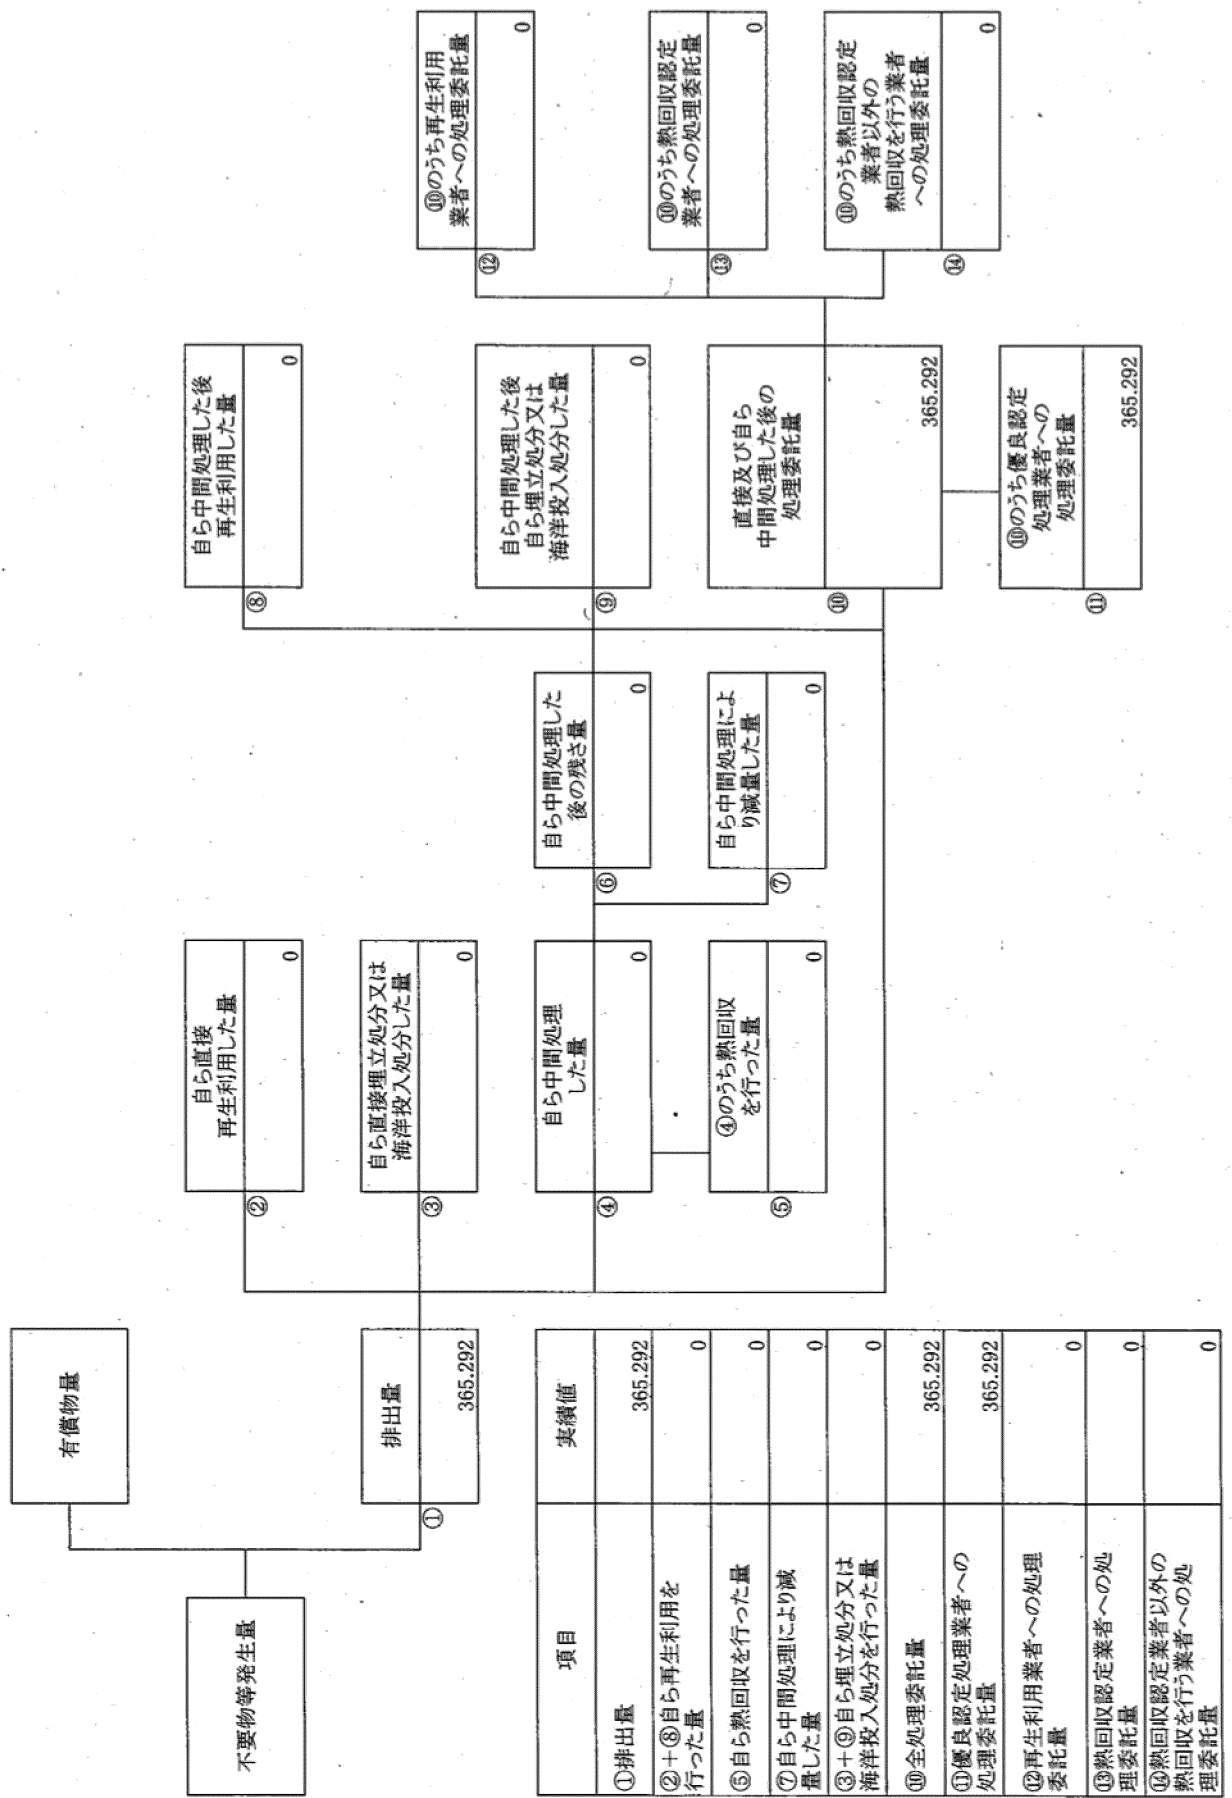 不要物等発生量
有償物量
①
排出量
365.292
②
自ら直接
再生利用した量
0
③
自ら直接埋立処分又は
海洋投入処分した量
0
④
自ら中間処理
した量
0
⑤
④のうち熱回収
を行った量
0
⑥
自ら中間処理した
後の残さ量
0
⑦
自ら中間処理によ
り減量した量
0
⑧
自ら中間処理した後
再生利用した量
0
⑨
自ら中間処理した後
自ら埋立処分又は
海洋投入処分した量
0
⑩
直接及び自ら
中間処理した後の
処理委託量
365.292
⑪
⑩のうち優良認定
処理業者への
処理委託量
365.292
⑫
⑩のうち再生利用
業者への処理委託量
0
⑬
⑩のうち熱回収認定
業者への処理委託量
0
⑭
⑩のうち熱回収認定
業者以外の
熱回収を行う業者
への処理委託量
0
項目
実績値
①排出量
365.292
②+⑧自ら再生利用を
行った量
0
⑤自ら熱回収を行った量
0
⑦自ら中間処理により減
量した量
0
③+⑨自ら埋立処分又は
海洋投入処分を行った量
0
⑩全処理委託量
365.292
⑪優良認定処理業者への
処理委託量
365.292
⑫再生利用業者への処理
委託量
0
⑬熱回収認定業者への処
理委託量
0
⑭熱回収認定業者以外の
熱回収を行う業者への処
理委託量
0